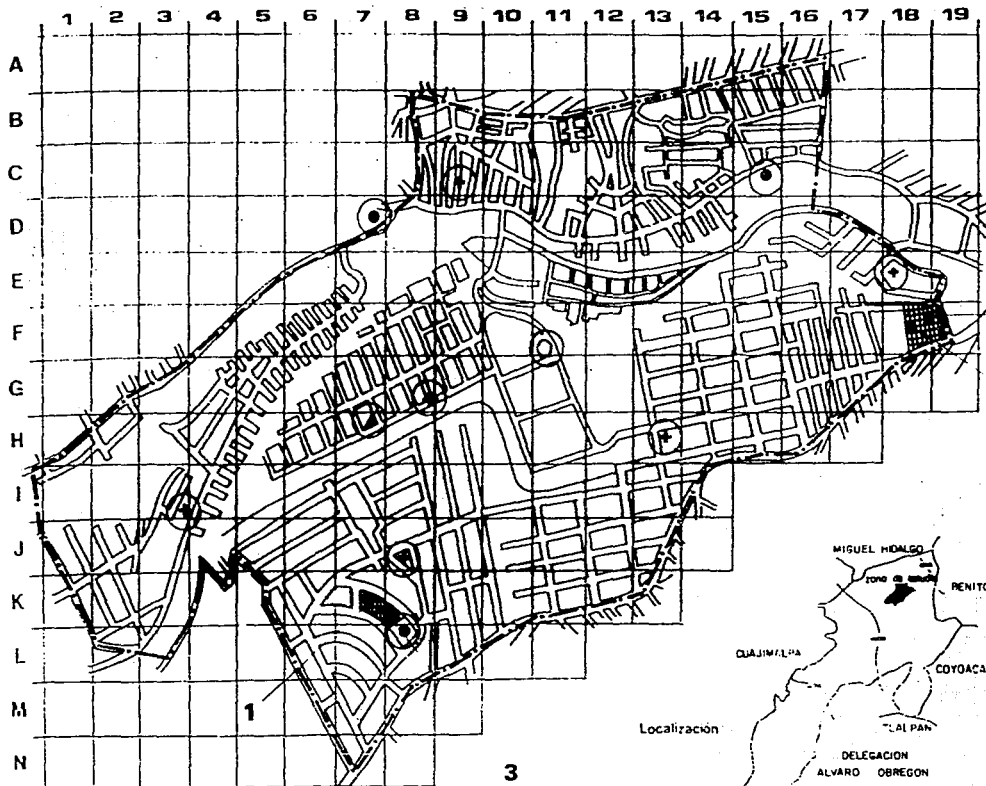 1 2 3 4 5 6 7 8 9 10 11 12 13 14 15 16 17 18 19
A
B
C
D
E
F
G
H
I
J
K
L
M
N
1
3
MIGUEL HIDALGO
zona de estudio
BENITO
CUAJIMALPA
COYOACA
Localización
TLALPAN
DELEGACION
ALVARO OBREGON